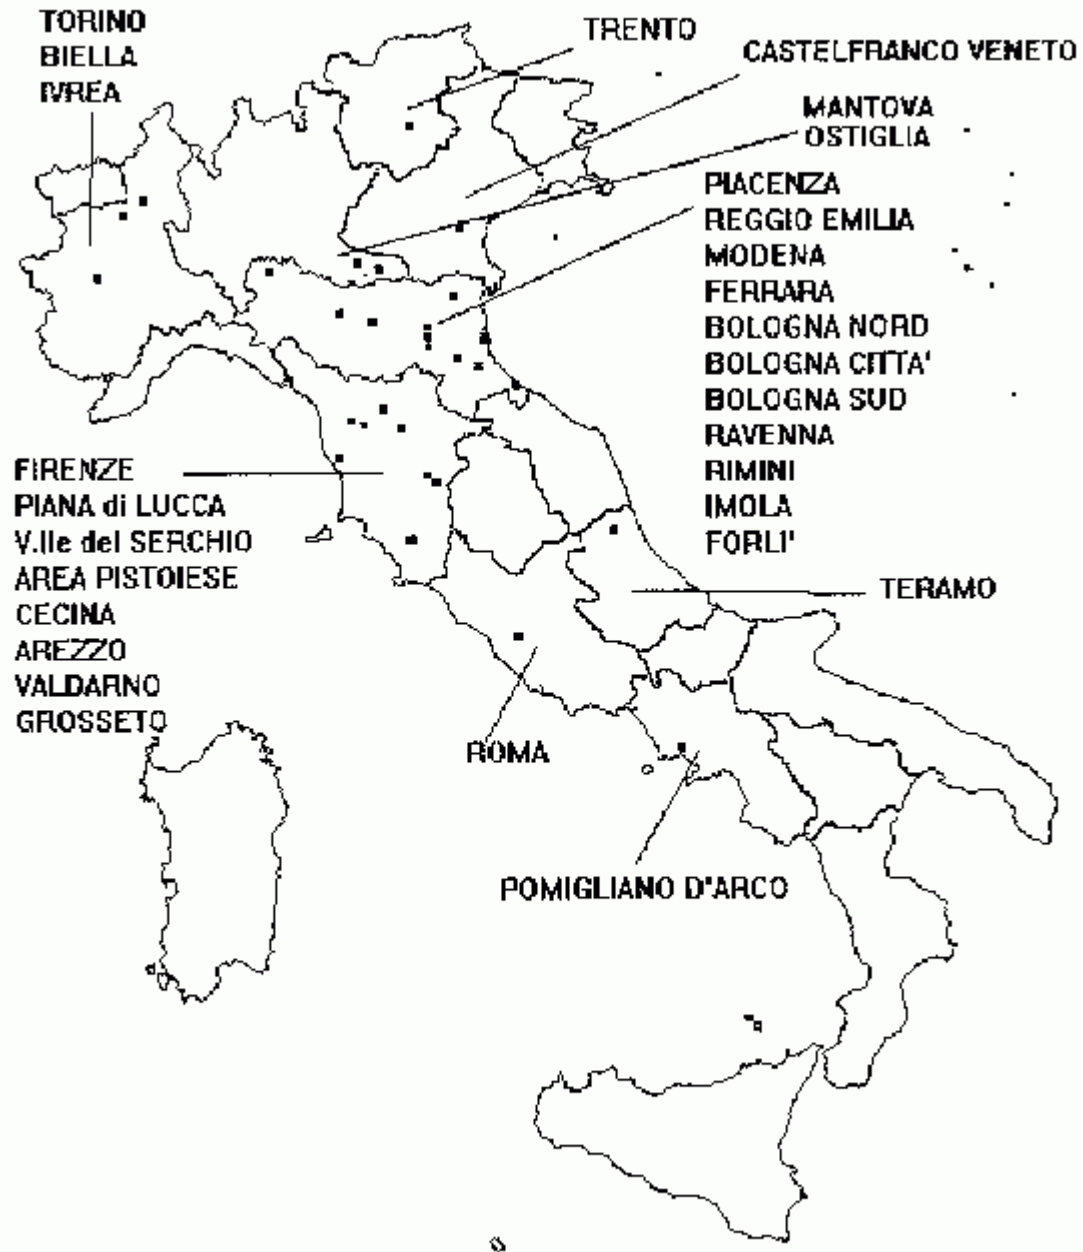 TORINO
BIELLA
IVREA
TRENTO
CASTELFRANCO VENETO
MANTOVA
OSTIGLIA
PIACENZA
REGGIO EMILIA
MODENA
FERRARA
BOLOGNA NORD
BOLOGNA CITTA'
BOLOGNA SUD
RAVENNA
RIMINI
IMOLA
FORLI'
FIRENZE
PIANA di LUCCA
V.lle del SERCHIO
AREA PISTOIESE
CECINA
AREZZO
VALDARNO
GROSSETO
TERAMO
ROMA
POMIGLIANO D'ARCO